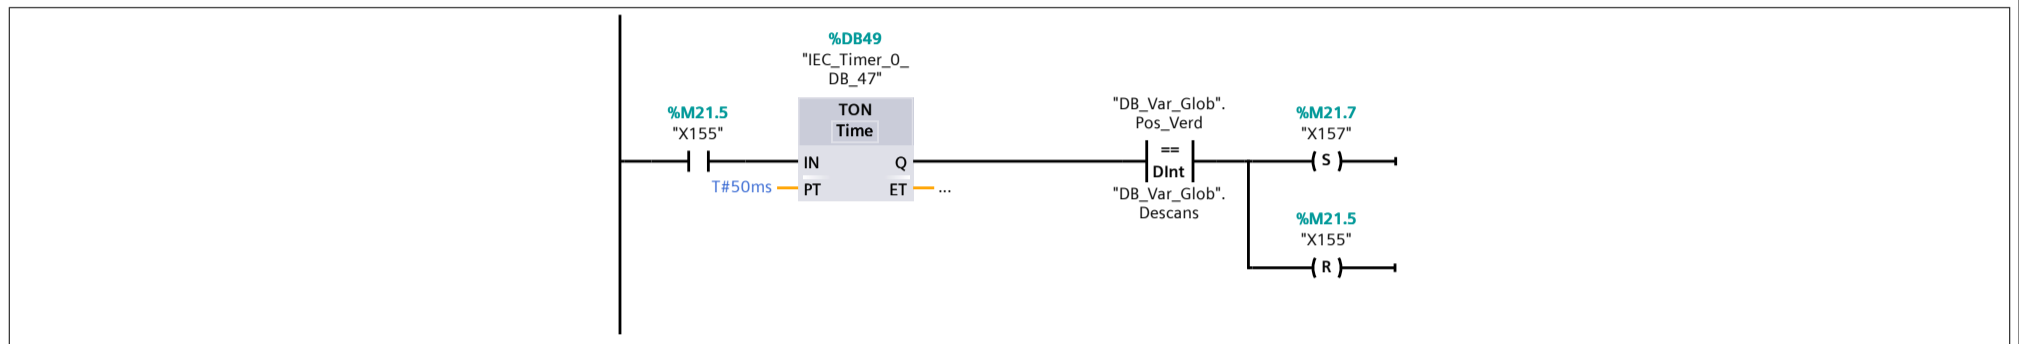 %DB49
"IEC_Timer_0_
DB_47"
%M21.5
"X155"
TON
Time
IN
Q
T#50ms
PT
ET
...
"DB_Var_Glob".
Pos_Verd
==
DInt
"DB_Var_Glob".
Descans
%M21.7
"X157"
S
%M21.5
"X155"
R